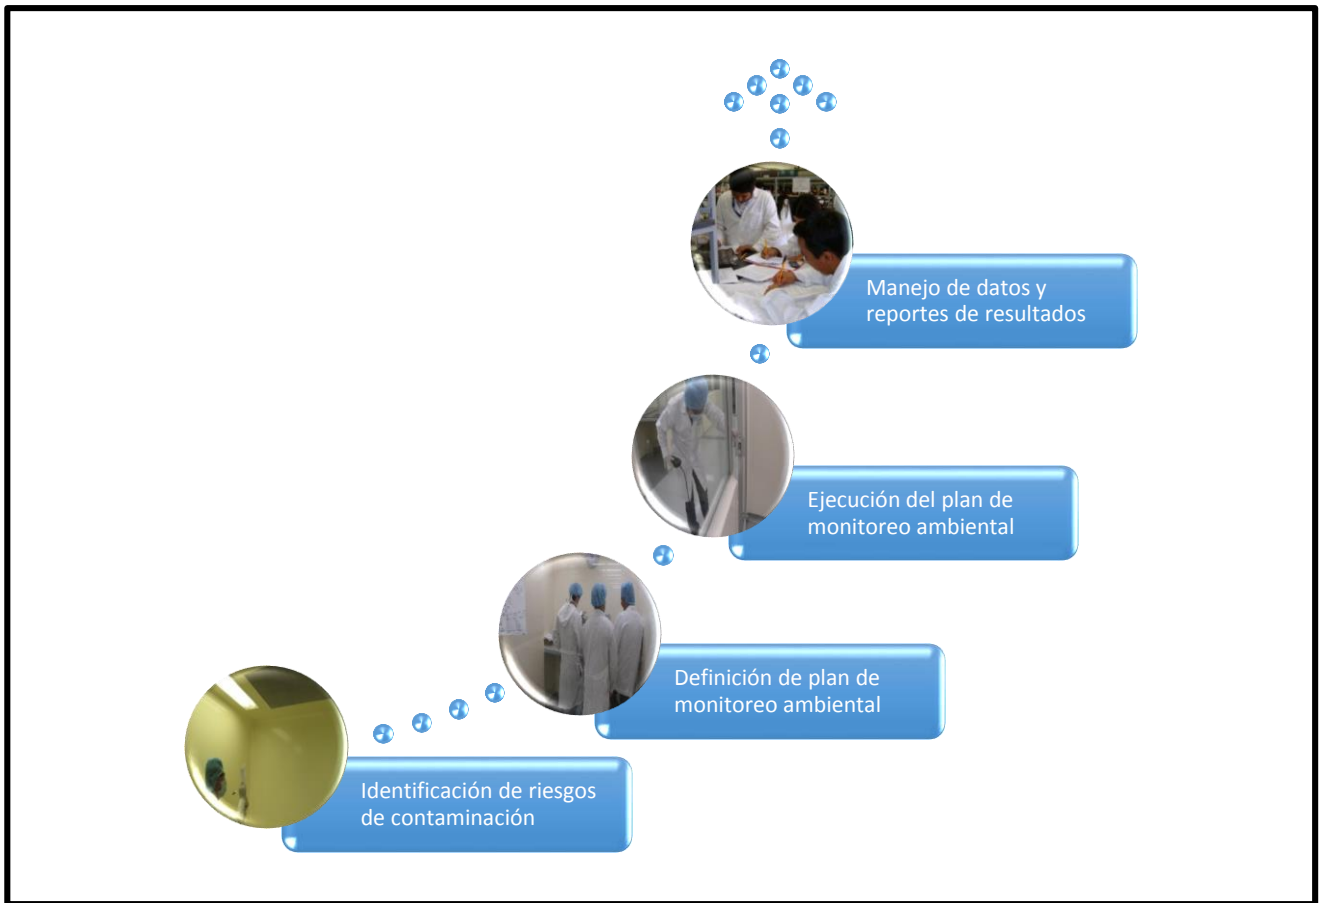 Manejo de datos y
reportes de resultados
Ejecución del plan de
monitoreo ambiental
Definición de plan de
monitoreo ambiental
Identificación de riesgos
de contaminación